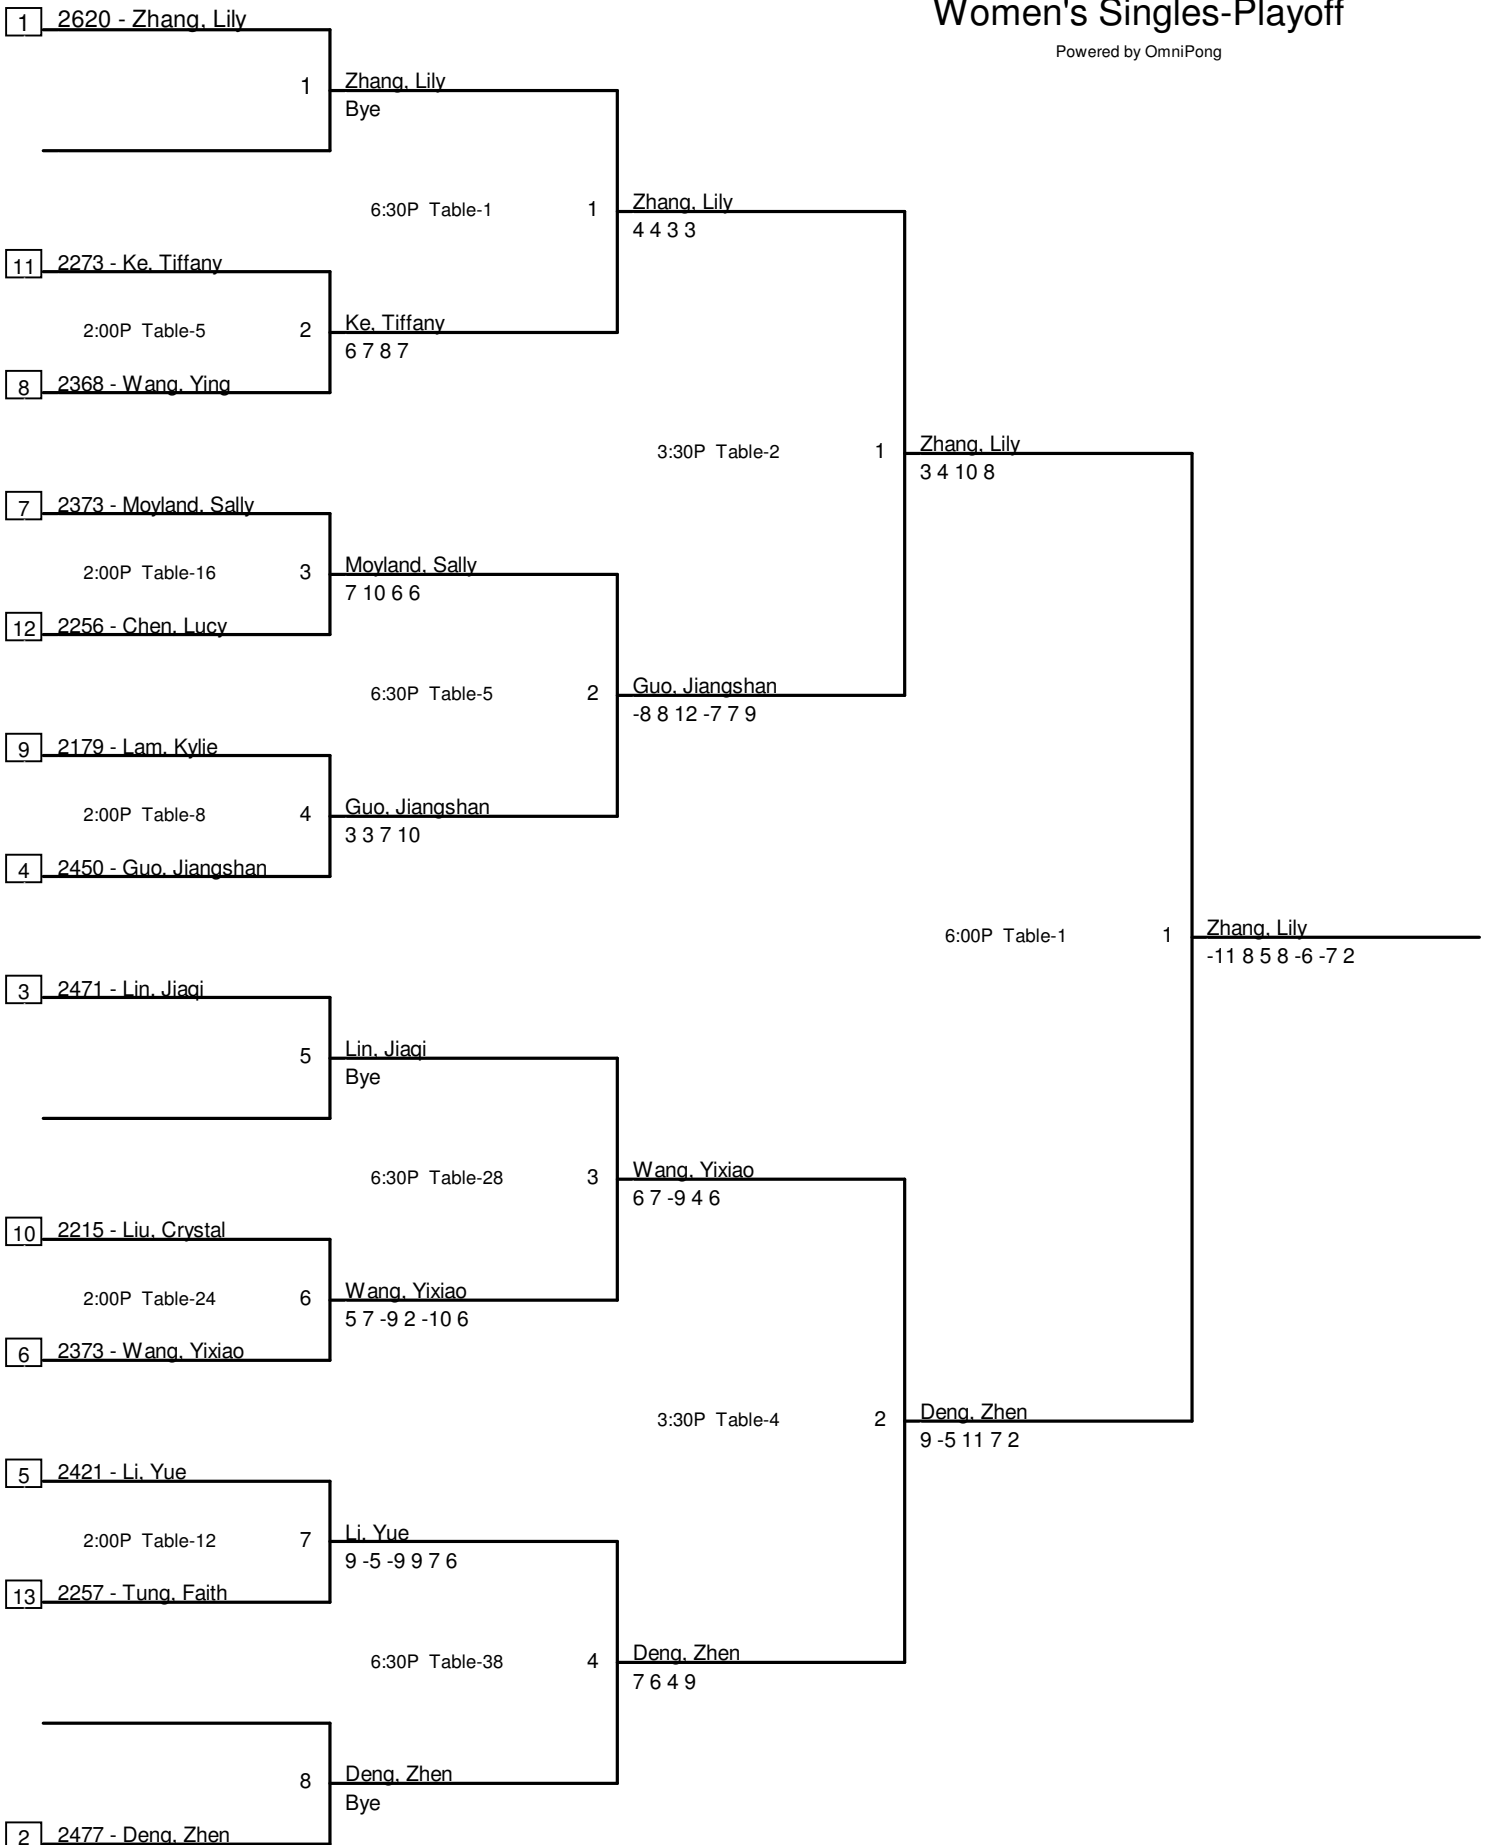 Women's Singles-Playoff
Powered by OmniPong
1 2620 - Zhang, Lily
1 Zhang, Lily
Bye
6:30P Table-1 1 Zhang, Lily
4 4 3 3
11 2273 - Ke, Tiffany
2:00P Table-5 2 Ke, Tiffany
6 7 8 7
8 2368 - Wang, Ying
3:30P Table-2 1 Zhang, Lily
3 4 10 8
7 2373 - Moyland, Sally
2:00P Table-16 3 Moyland, Sally
7 10 6 6
12 2256 - Chen, Lucy
6:30P Table-5 2 Guo, Jiangshan
-8 8 12 -7 7 9
9 2179 - Lam, Kylie
2:00P Table-8 4 Guo, Jiangshan
3 3 7 10
4 2450 - Guo, Jiangshan
6:00P Table-1 1 Zhang, Lily
-11 8 5 8 -6 -7 2
3 2471 - Lin, Jiaqi
5 Lin, Jiaqi
Bye
6:30P Table-28 3 Wang, Yixiao
6 7 -9 4 6
10 2215 - Liu, Crystal
2:00P Table-24 6 Wang, Yixiao
5 7 -9 2 -10 6
6 2373 - Wang, Yixiao
3:30P Table-4 2 Deng, Zhen
9 -5 11 7 2
5 2421 - Li, Yue
2:00P Table-12 7 Li, Yue
9 -5 -9 9 7 6
13 2257 - Tung, Faith
6:30P Table-38 4 Deng, Zhen
7 6 4 9
8 Deng, Zhen
Bye
2 2477 - Deng, Zhen